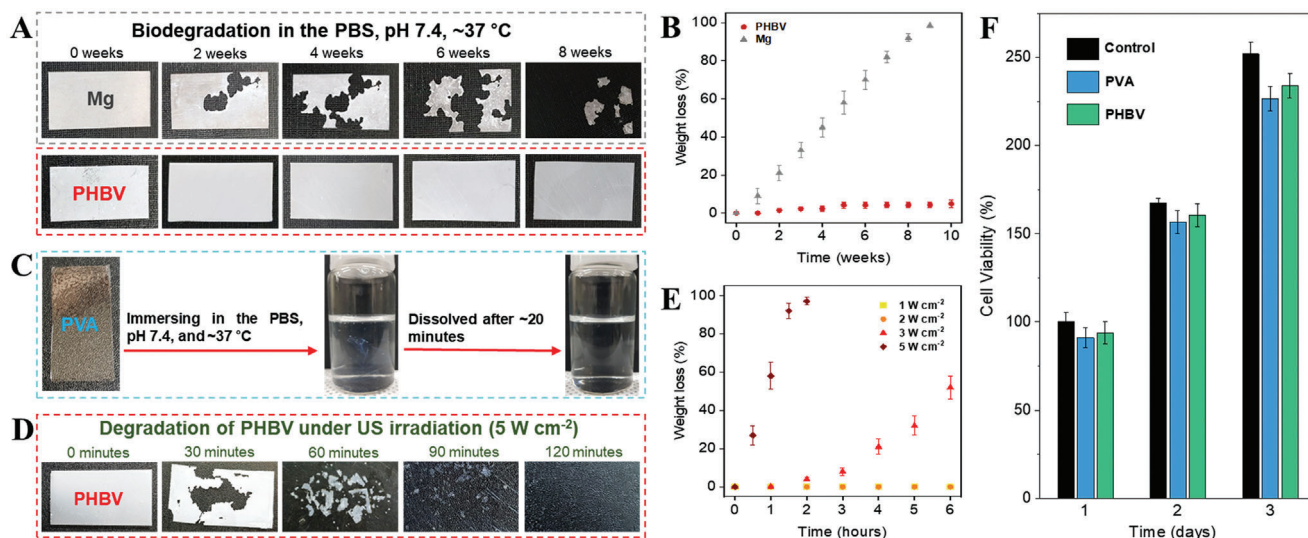 A
Biodegradation in the PBS, pH 7.4, ~37 °C
0 weeks
2 weeks
4 weeks
6 weeks
8 weeks
Mg
PHBV
B
PHBV
Mg
Weight loss (%)
100
80
60
40
20
0
0
2
4
6
8
10
Time (weeks)
C
PVA
Immersing in the PBS,
pH 7.4, and ~37 °C
Dissolved after ~20
minutes
D
Degradation of PHBV under US irradiation (5 W cm⁻²)
0 minutes
30 minutes
60 minutes
90 minutes
120 minutes
PHBV
E
1 W cm⁻²
2 W cm⁻²
3 W cm⁻²
5 W cm⁻²
Weight loss (%)
100
80
60
40
20
0
0
1
2
3
4
5
6
Time (hours)
F
Control
PVA
PHBV
Cell Viability (%)
250
200
150
100
50
0
1
2
3
Time (days)